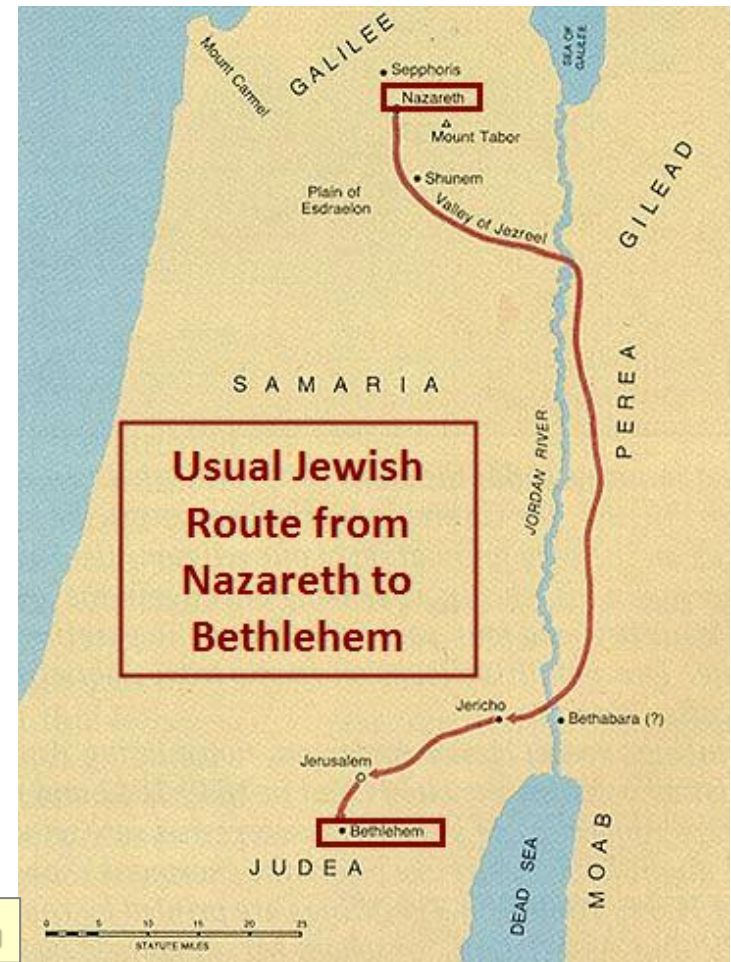 Mount Carmel
GALILEE
SEA OF
GALILEE
Sepphoris
Nazareth
Mount Tabor
Shunem
Plain of
Esdraelon
Valley of Jezreel
GILEAD
SAMARIA
PEREA
JORDAN RIVER
Usual Jewish
Route from
Nazareth to
Bethlehem
Jericho
Bethabara (?)
Jerusalem
Bethlehem
JUDEA
DEAD SEA
MOAB
0 5 10 15 20 25
STATUTE MILES